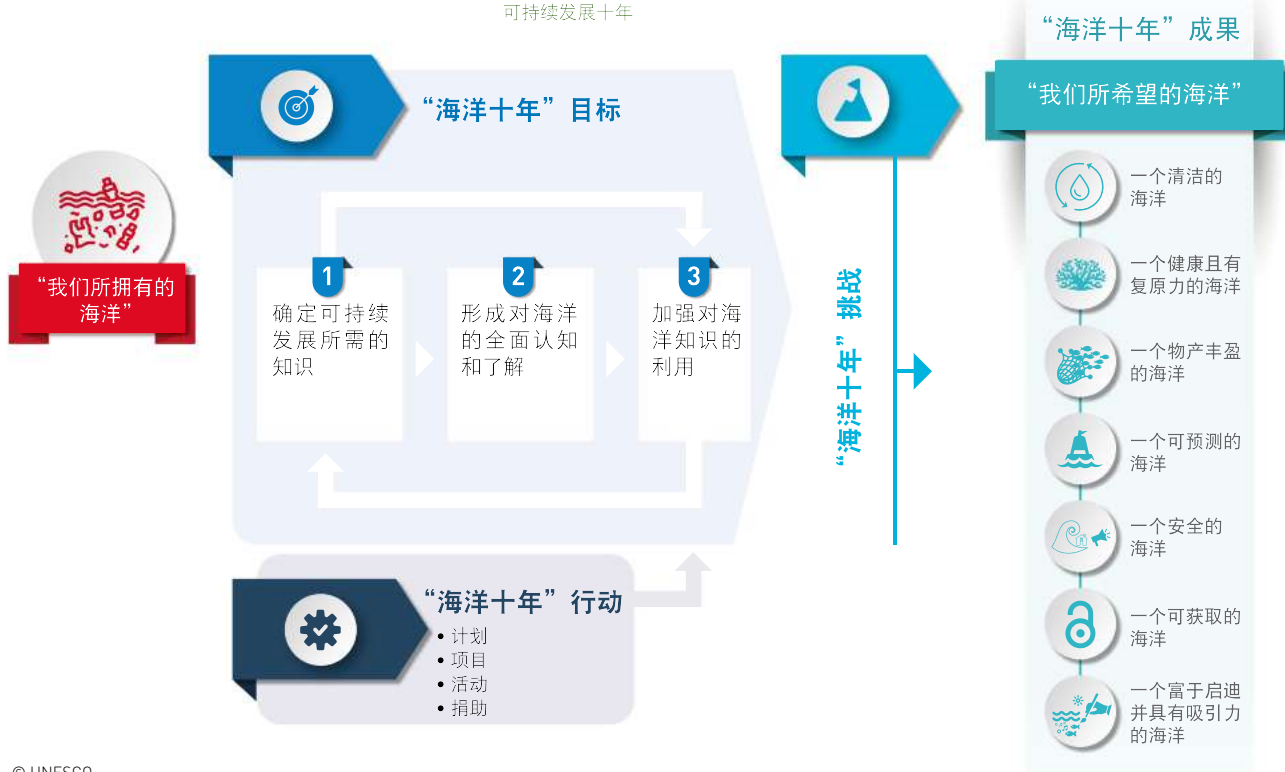 可持续发展十年
“我们所拥有的
海洋”
“海洋十年”目标
1
确定可持续
发展所需的
知识
2
形成对海洋
的全面认知
和了解
3
加强对海
洋知识的
利用
“海洋十年”行动
• 计划
• 项目
• 活动
• 捐助
“海洋十年”挑战
“海洋十年”成果
“我们所希望的海洋”
一个清洁的
海洋
一个健康且有
复原力的海洋
一个物产丰盈
的海洋
一个可预测的
海洋
一个安全的
海洋
一个可获取的
海洋
一个富于启迪
并具有吸引力
的海洋
© UNESCO